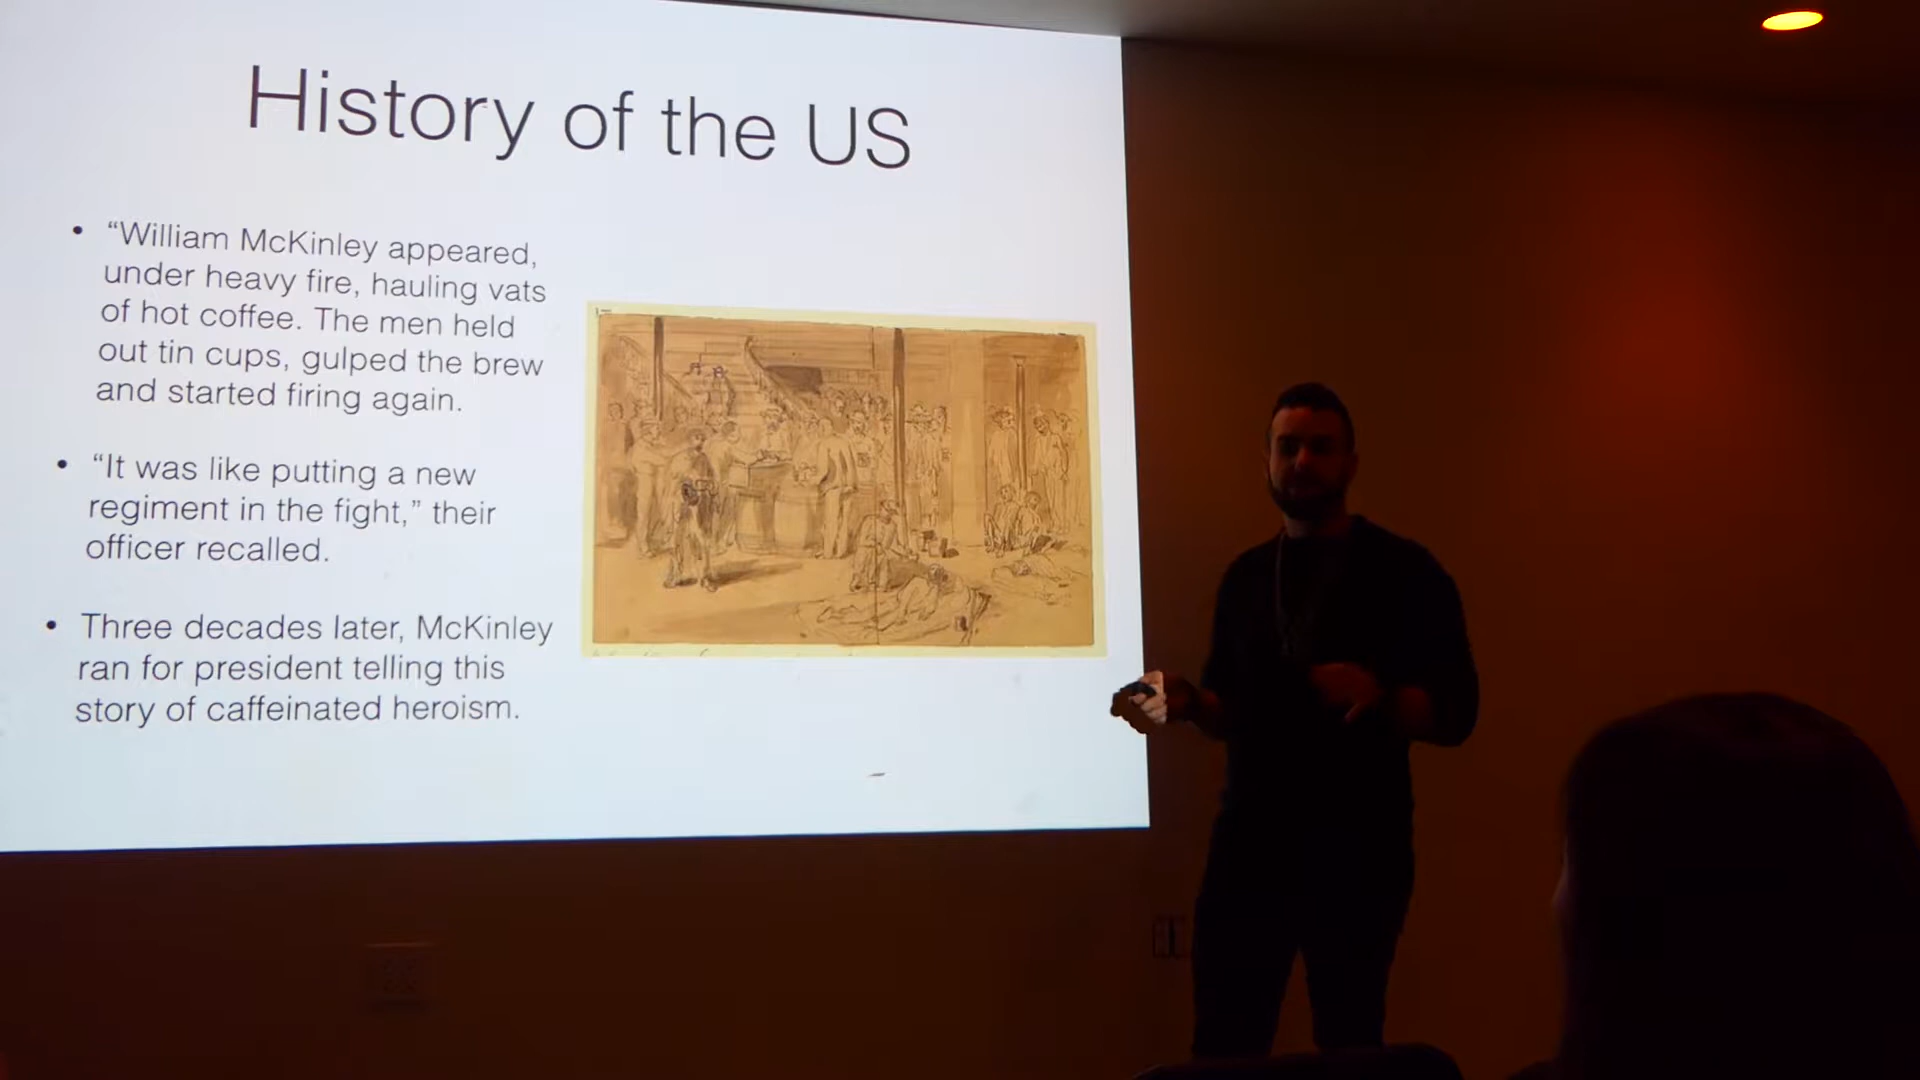 History of the US
• “William McKinley appeared,
under heavy fire, hauling vats
of hot coffee. The men held
out tin cups, gulped the brew
and started firing again.
• “It was like putting a new
regiment in the fight,” their
officer recalled.
• Three decades later, McKinley
ran for president telling this
story of caffeinated heroism.